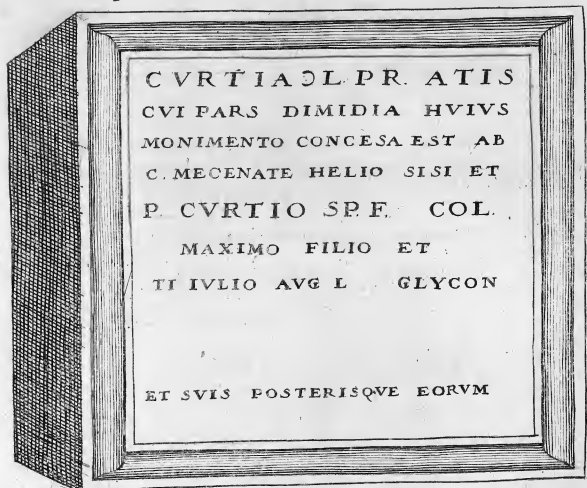 CVRTIA ↃL. PR. ATIS
CVI PARS DIMIDIA HVIVS
MONIMENTO CONCESA EST AB
C. MECENATE HELIO SISI ET
P. CVRTIO SP. F. COL.
MAXIMO FILIO ET
TI IVLIO AVG L GLYCON
ET SVIS POSTERISQVE EORVM